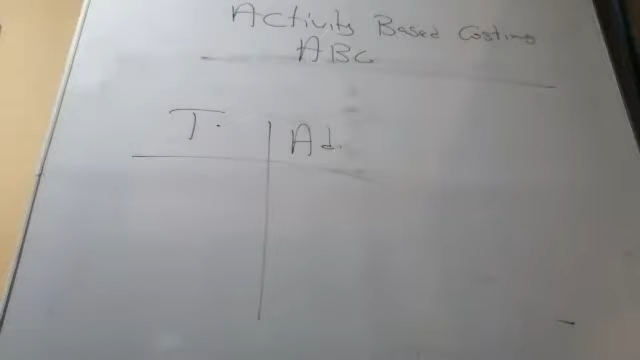 Activity Based Costing
ABC
T. Ad.